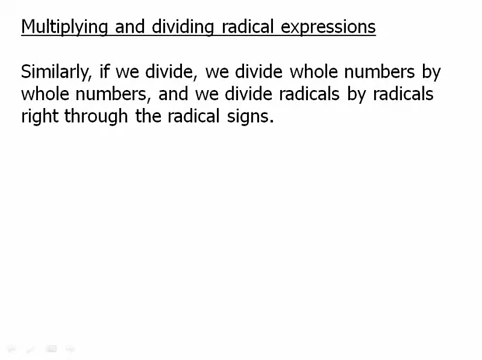 Multiplying and dividing radical expressions
Similarly, if we divide, we divide whole numbers by
whole numbers, and we divide radicals by radicals
right through the radical signs.